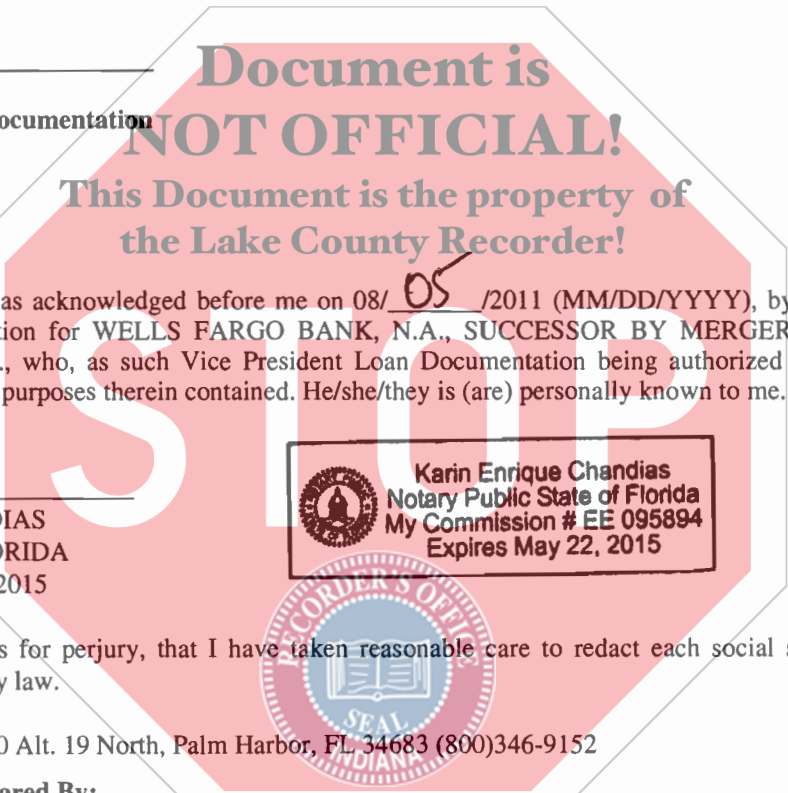 Document is
ocumentation
NOT OFFICIAL!
This Document is the property of
the Lake County Recorder!
as acknowledged before me on 08/ 05 /2011 (MM/DD/YYYY), by
tion for WELLS FARGO BANK, N.A., SUCCESSOR BY MERGER
., who, as such Vice President Loan Documentation being authorized
purposes therein contained. He/she/they is (are) personally known to me.
STOP
Karin Enrique Chandias
Notary Public State of Florida
My Commission # EE 095894
Expires May 22, 2015
DIAS
ORIDA
2015
RECORDER'S OFFICE
s for perjury, that I have taken reasonable care to redact each social s
y law.
SEAL
INDIANA
0 Alt. 19 North, Palm Harbor, FL 34683 (800)346-9152
ared By: